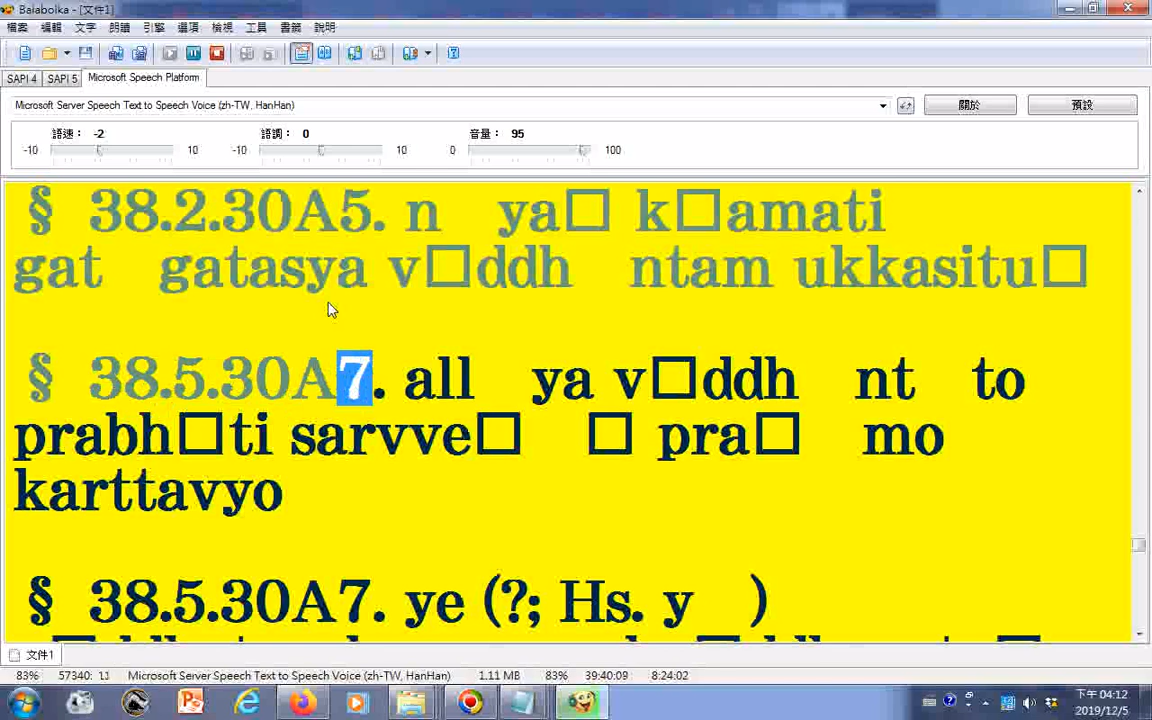 Balabolka - [文件1]
檔案 編輯 文字 朗讀 引擎 選項 檢視 工具 書籤 說明
SAPI 4 SAPI 5 Microsoft Speech Platform
Microsoft Server Speech Text to Speech Voice (zh-TW, HanHan) 關於 預設
語速： -2 語調： 0 音量： 95
-10 10 -10 10 0 100
§ 38.2.30A5. n ya□ k□amati
gat gatasya v□ddh ntam ukkasitu□
§ 38.5.30A7. all ya v□ddh nt to
prabh□ti sarvve□ □ pra□ mo
karttavyo
§ 38.5.30A7. ye (?; Hs. y )
文件1
83% 57340: 13 Microsoft Server Speech Text to Speech Voice (zh-TW, HanHan) 1.11 MB 83% 39:40:09 8:24:02
下午 04:12
2019/12/5